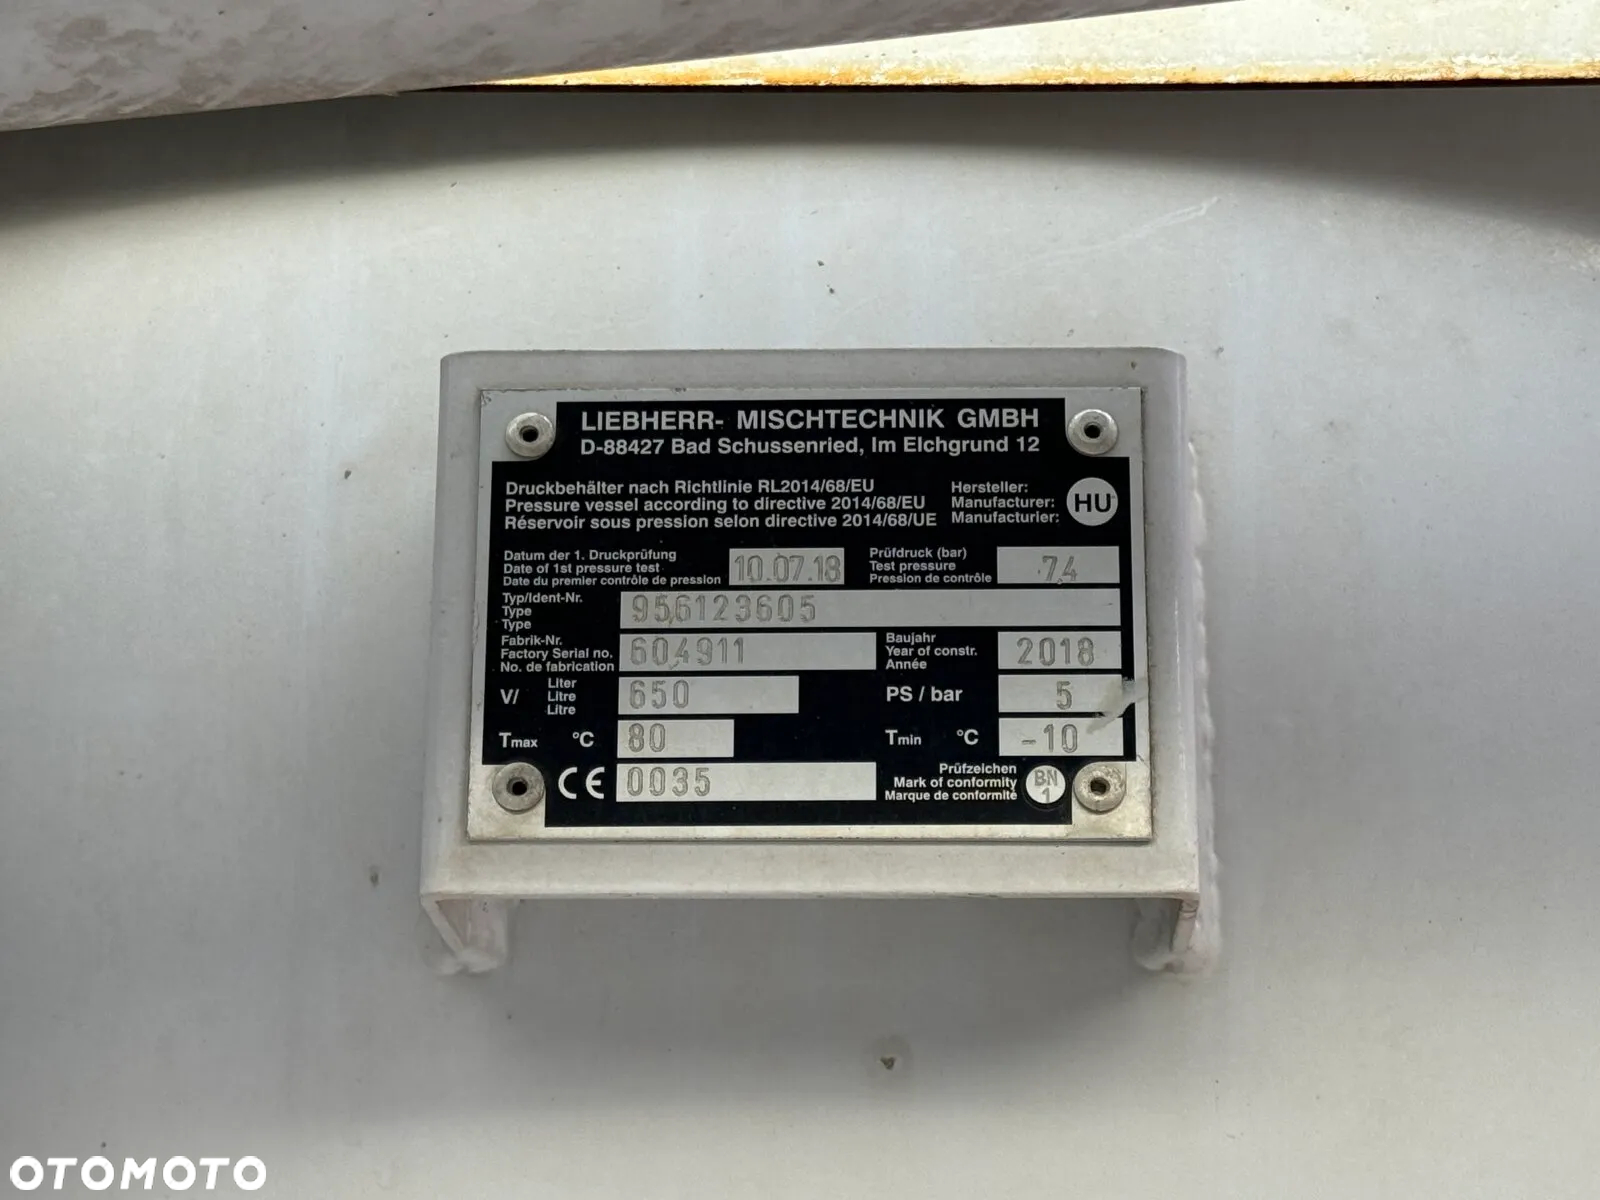 LIEBHERR- MISCHTECHNIK GMBH
D-88427 Bad Schussenried, Im Elchgrund 12
Druckbehälter nach Richtlinie RL2014/68/EU
Pressure vessel according to directive 2014/68/EU
Réservoir sous pression selon directive 2014/68/UE
Hersteller:
Manufacturer:
Manufacturier:
HU
Datum der 1. Druckprüfung
Date of 1st pressure test
Date du premier contrôle de pression
10.07.18
Prüfdruck (bar)
Test pressure
Pression de contrôle
7,4
Typ/Ident-Nr.
Type
Type
956123605
Fabrik-Nr.
Factory Serial no.
No. de fabrication
604911
Baujahr
Year of constr.
Année
2018
V/
Liter
Litre
Litre
650
PS / bar
5
Tmax °C
80
Tmin °C
-10
CE
0035
Prüfzeichen
Mark of conformity
Marque de conformité
BN
1
OTOMOTO